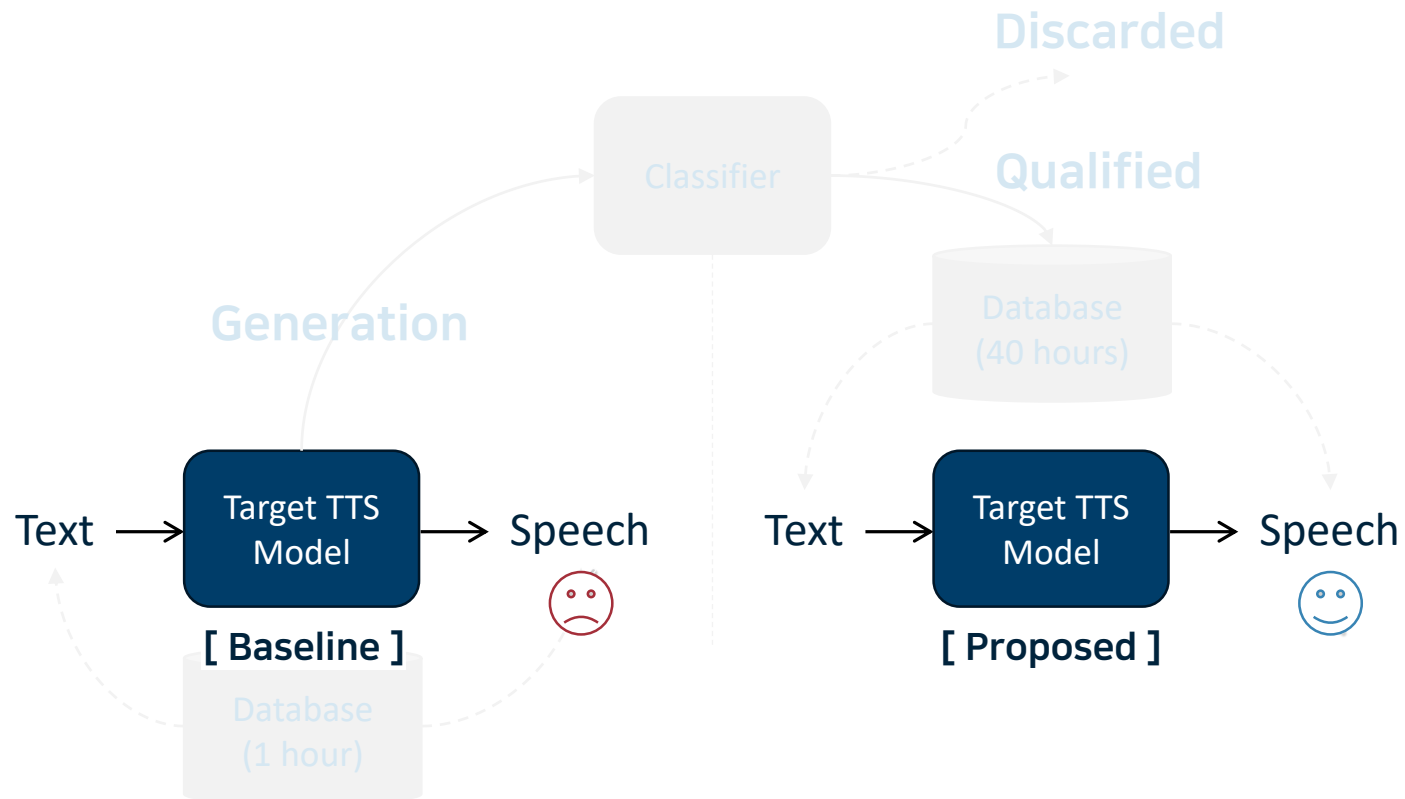 Discarded
Classifier
Qualified
Generation
Database
(40 hours)
Text
Target TTS
Model
Speech
[ Baseline ]
Database
(1 hour)
Text
Target TTS
Model
Speech
[ Proposed ]